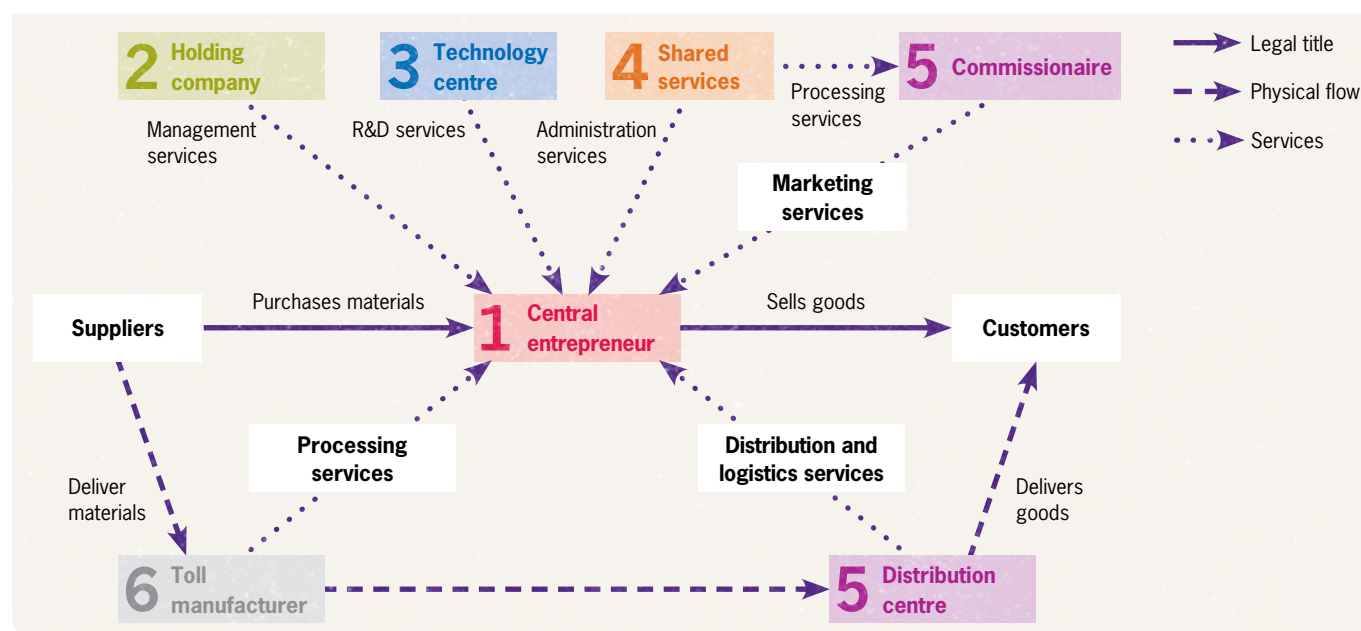 2 Holding
company
3 Technology
centre
4 Shared
services
5 Commissionaire
Legal title
Physical flow
Services
Management
services
R&D services
Administration
services
Processing
services
Marketing
services
Suppliers
Purchases materials
1 Central
entrepreneur
Sells goods
Customers
Processing
services
Distribution and
logistics services
Deliver
materials
Delivers
goods
6 Toll
manufacturer
5 Distribution
centre